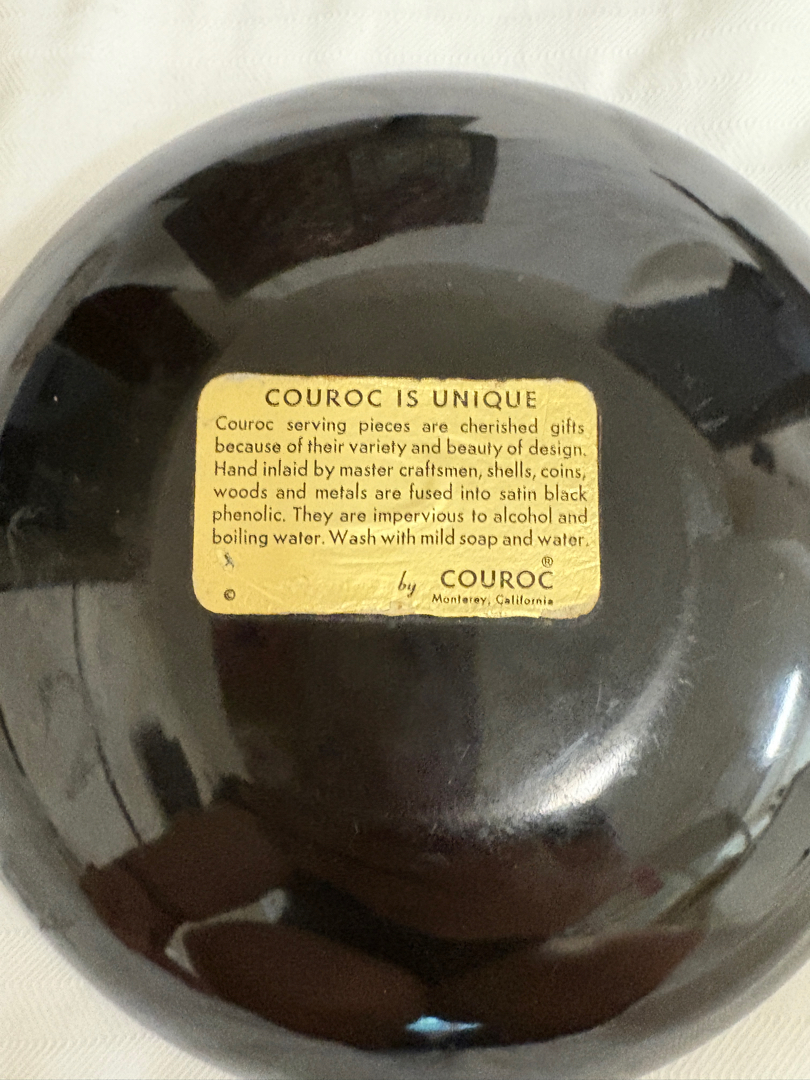 COUROC IS UNIQUE
Couroc serving pieces are cherished gifts
because of their variety and beauty of design.
Hand inlaid by master craftsmen, shells, coins,
woods and metals are fused into satin black
phenolic. They are impervious to alcohol and
boiling water. Wash with mild soap and water.
© by COUROC®
Monterey, California